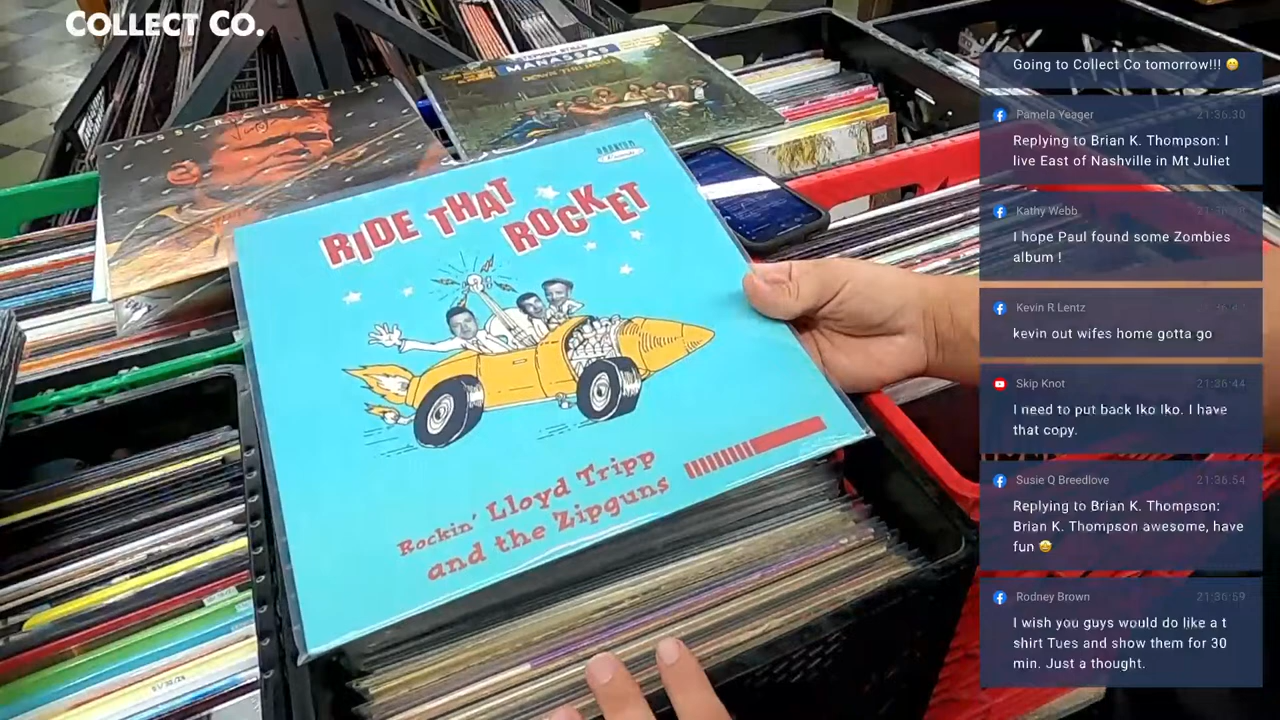 COLLECT CO.
VASSAR CLEMENTS
MANASSAS
DOWN THE ROAD
RIDE THAT
ROCKET
Rockin' Lloyd Tripp
and the Zipguns
Going to Collect Co tomorrow!!! 😁
Pamela Yeager 21:36:30
Replying to Brian K. Thompson: I
live East of Nashville in Mt Juliet
Kathy Webb
I hope Paul found some Zombies
album !
Kevin R Lentz
kevin out wifes home gotta go
Skip Knot 21:36:44
I need to put back Iko Iko. I have
that copy.
Susie Q Breedlove 21:36:54
Replying to Brian K. Thompson:
Brian K. Thompson awesome, have
fun 🤩
Rodney Brown 21:36:59
I wish you guys would do like a t
shirt Tues and show them for 30
min. Just a thought.